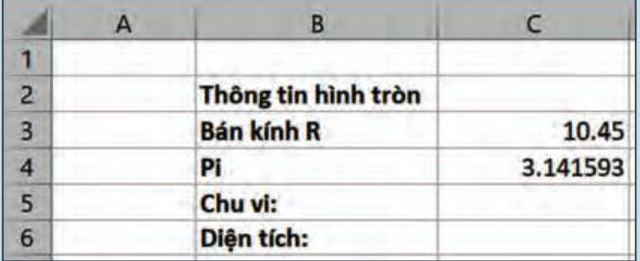 A B C
1
2 Thông tin hình tròn
3 Bán kính R 10.45
4 Pi 3.141593
5 Chu vi:
6 Diện tích: